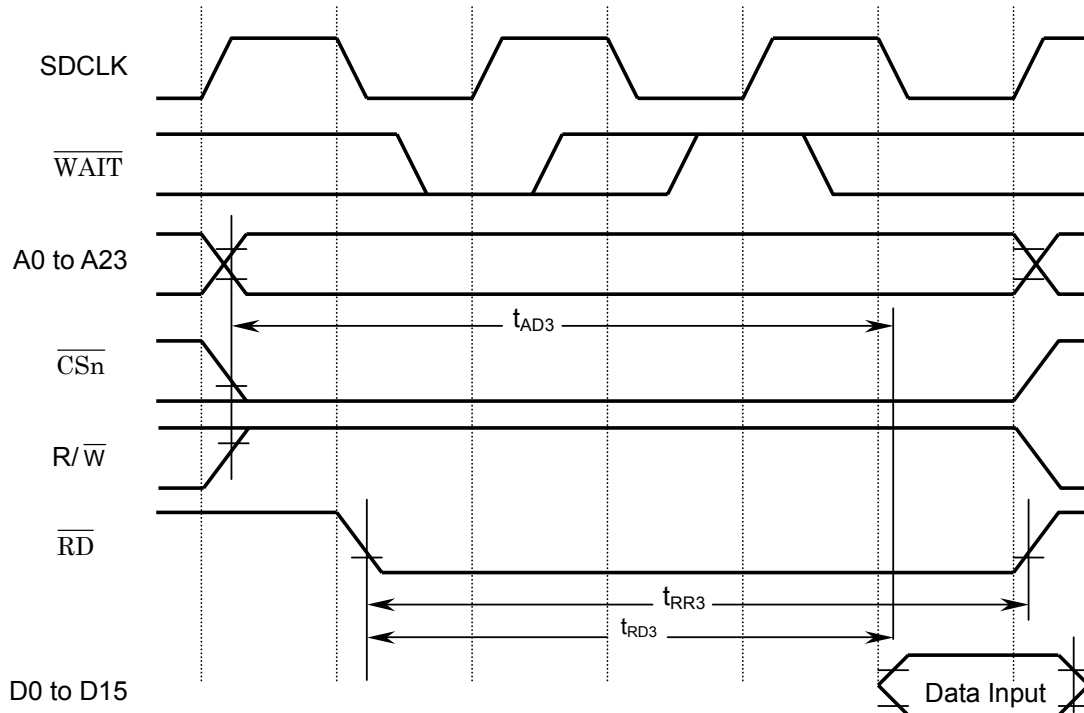 SDCLK
WAIT
A0 to A23
tAD3
CSn
R/ W
RD
tRR3
tRD3
D0 to D15
Data Input